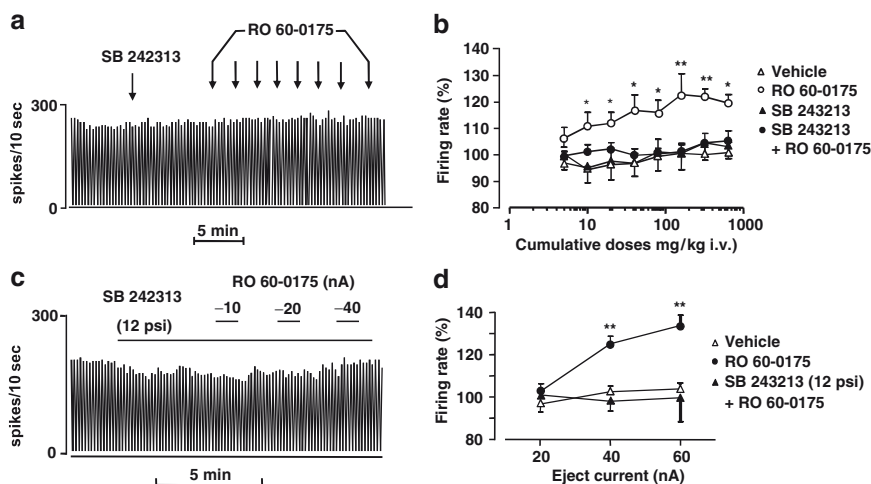 a
SB 242313
RO 60-0175
300
0
spikes/10 sec
5 min
b
140
130
120
110
100
90
80
Firing rate (%)
* * * * ** ** *
1 10 100 1000
Cumulative doses mg/kg i.v.
Vehicle
RO 60-0175
SB 243213
SB 243213
+ RO 60-0175
c
SB 242313
(12 psi)
RO 60-0175 (nA)
−10 −20 −40
300
0
spikes/10 sec
5 min
d
140
120
100
80
Firing rate (%)
** **
20 40 60
Eject current (nA)
Vehicle
RO 60-0175
SB 243213 (12 psi)
+ RO 60-0175